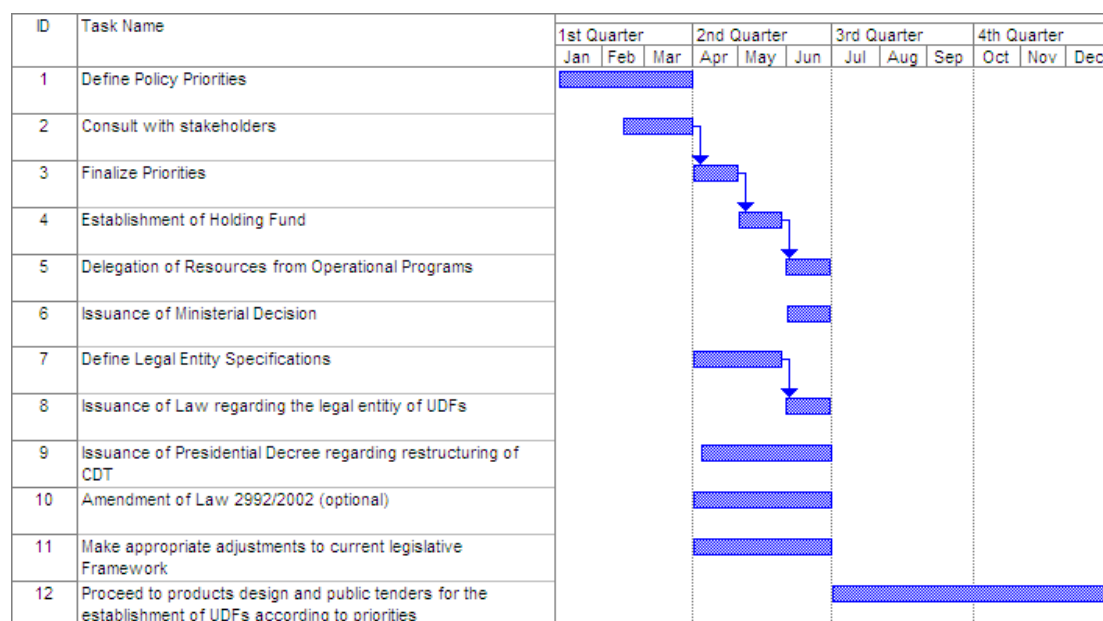 ID Task Name
1st Quarter 2nd Quarter 3rd Quarter 4th Quarter
Jan Feb Mar Apr May Jun Jul Aug Sep Oct Nov Dec
1 Define Policy Priorities
2 Consult with stakeholders
3 Finalize Priorities
4 Establishment of Holding Fund
5 Delegation of Resources from Operational Programs
6 Issuance of Ministerial Decision
7 Define Legal Entity Specifications
8 Issuance of Law regarding the legal entitiy of UDFs
9 Issuance of Presidential Decree regarding restructuring of
CDT
10 Amendment of Law 2992/2002 (optional)
11 Make appropriate adjustments to current legislative
Framework
12 Proceed to products design and public tenders for the
establishment of UDFs according to priorities